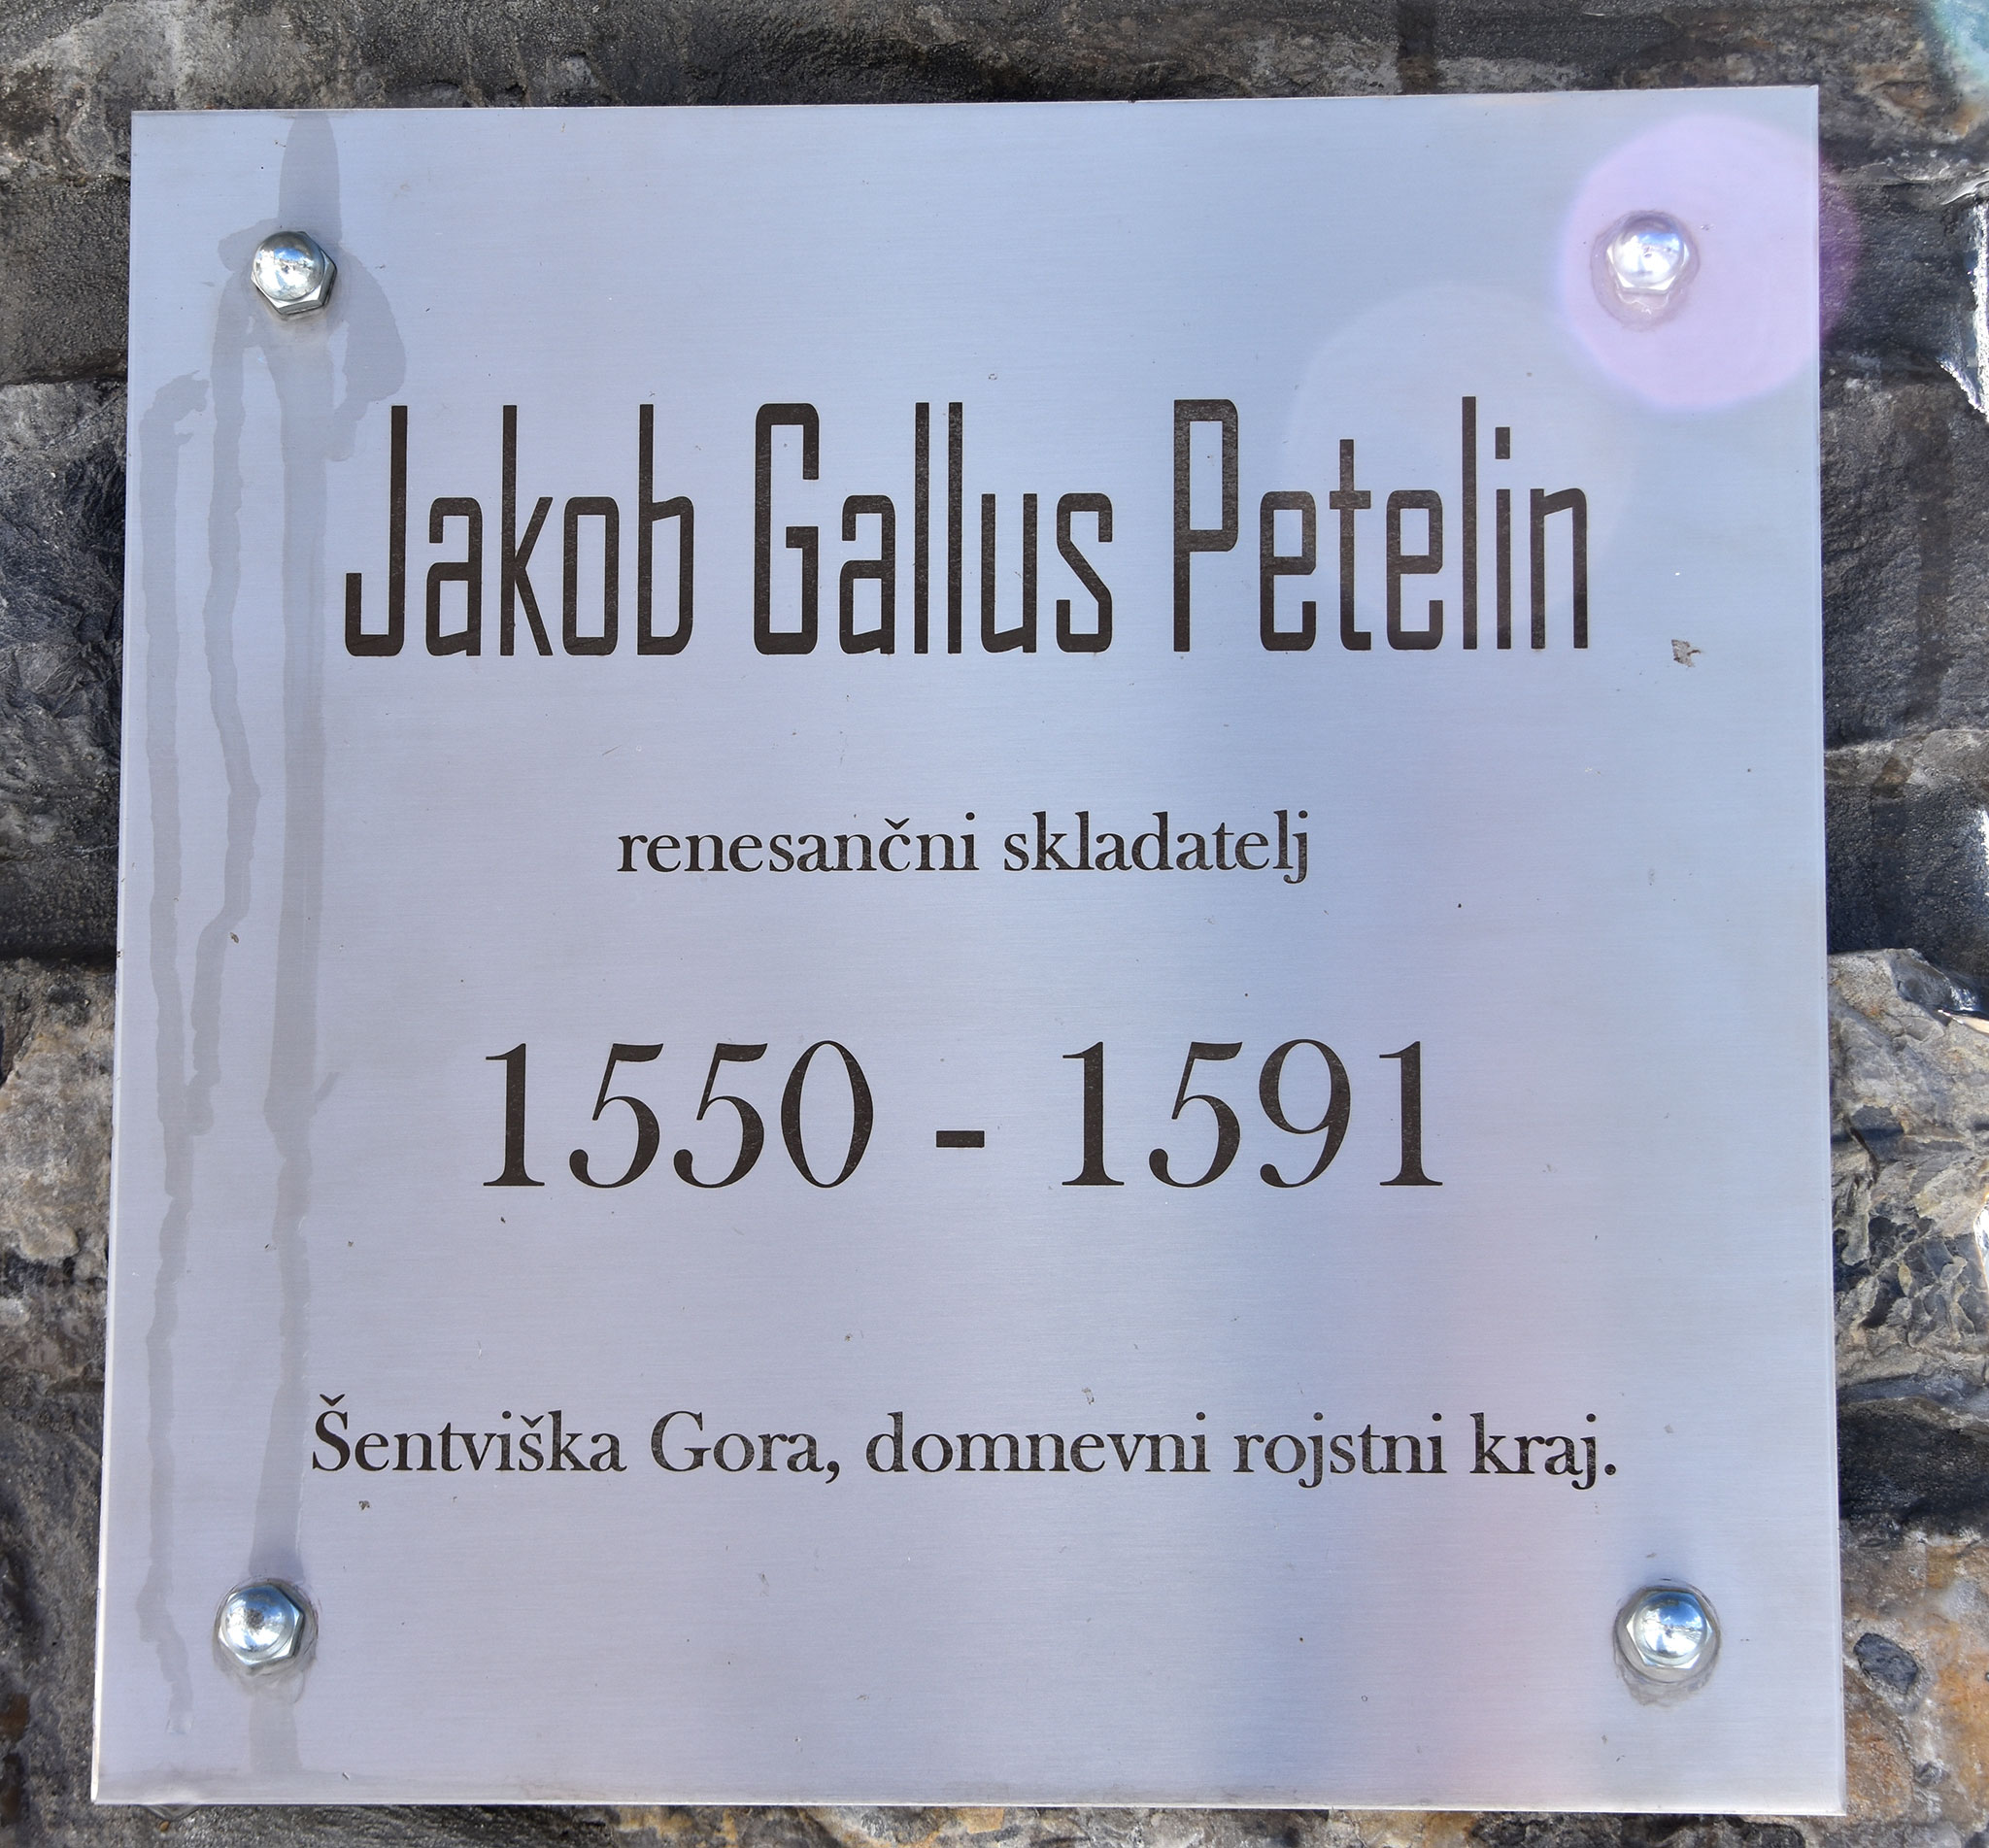 Jakob Gallus Petelin
renesančni skladatelj
1550 - 1591
Šentviška Gora, domnevni rojstni kraj.